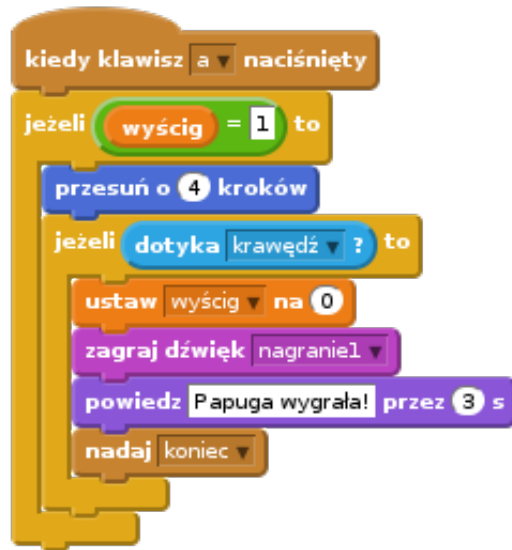 kiedy klawisz a naciśnięty
jeżeli wyścig = 1 to
przesuń o 4 kroków
jeżeli dotyka krawędź ? to
ustaw wyścig na 0
zagraj dźwięk nagranie1
powiedz Papuga wygrała! przez 3 s
nadaj koniec